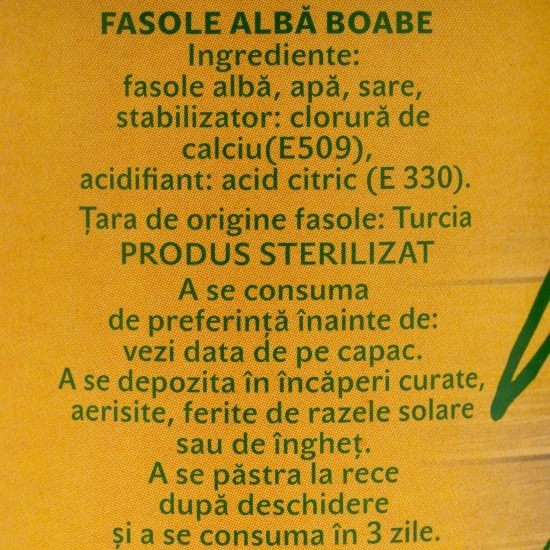 FASOLE ALBĂ BOABE
Ingrediente:
fasole albă, apă, sare,
stabilizator: clorură de
calciu(E509),
acidifiant: acid citric (E 330).
Țara de origine fasole: Turcia
PRODUS STERILIZAT
A se consuma
de preferință înainte de:
vezi data de pe capac.
A se depozita în încăperi curate,
aerisite, ferite de razele solare
sau de îngheț.
A se păstra la rece
după deschidere
și a se consuma în 3 zile.